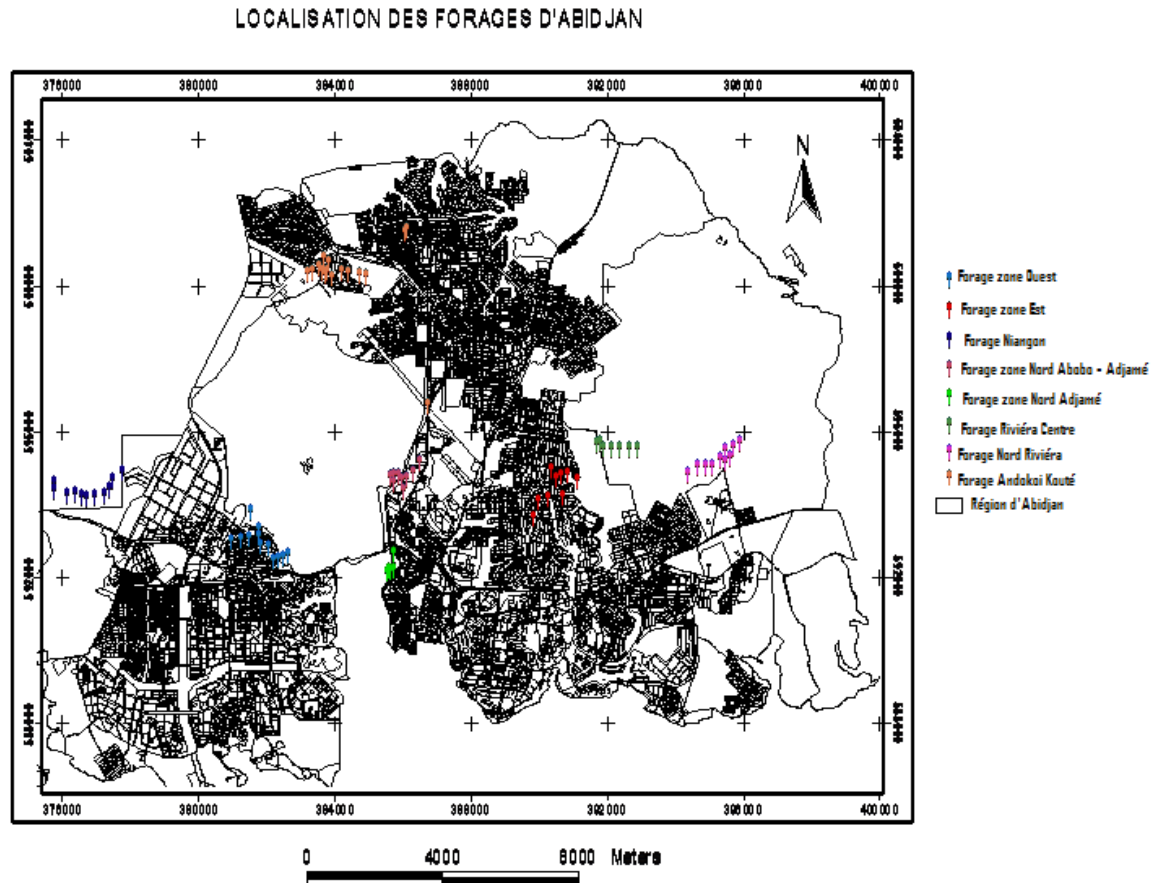 LOCALISATION DES FORAGES D'ABIDJAN
376000 380000 384000 388000 392000 396000 400000
N
Forage zone Ouest
Forage zone Est
Forage Niangon
Forage zone Nord Abobo - Adjamé
Forage zone Nord Adjamé
Forage Riviéra Centre
Forage Nord Riviéra
Forage Andokoi Kouté
Région d'Abidjan
376000 380000 384000 388000 392000 396000 400000
0 4000 8000 Meters